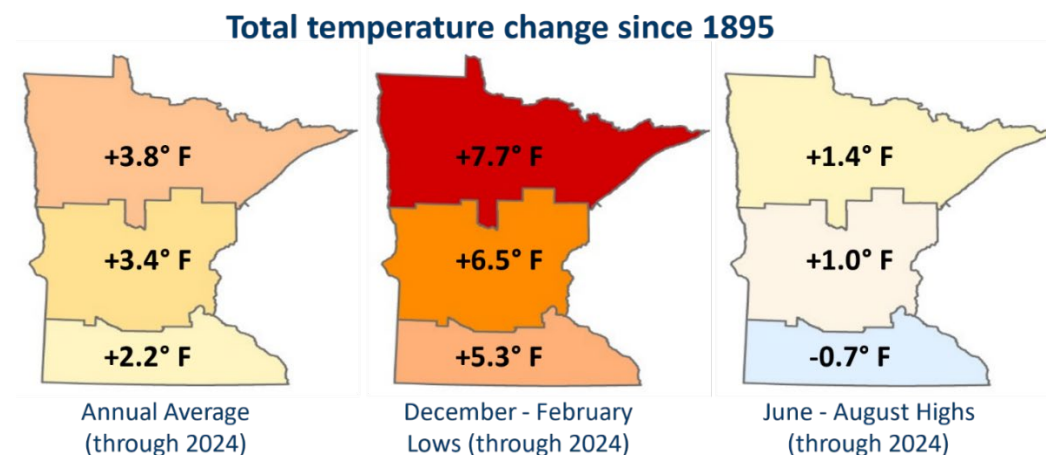 Total temperature change since 1895
+3.8° F
+3.4° F
+2.2° F
Annual Average
(through 2024)
+7.7° F
+6.5° F
+5.3° F
December - February
Lows (through 2024)
+1.4° F
+1.0° F
-0.7° F
June - August Highs
(through 2024)